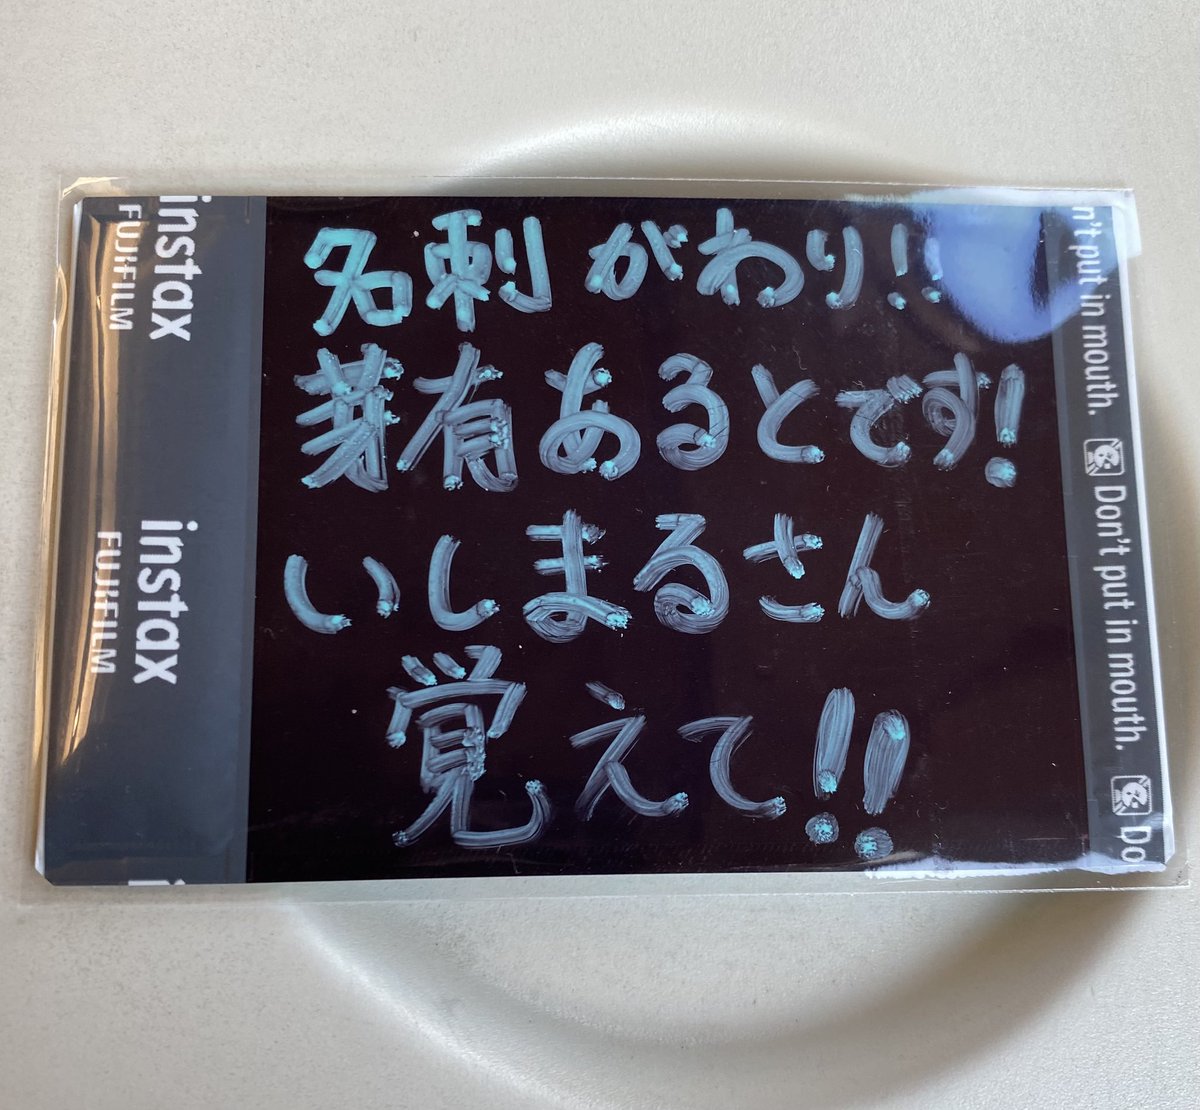 名刺がわり!!
芽有あるとです!
いしまるさん
覚えて!!
instax
FUJIFILM
instax
FUJIFILM
n't put in mouth.
Don't put in mouth.
Do